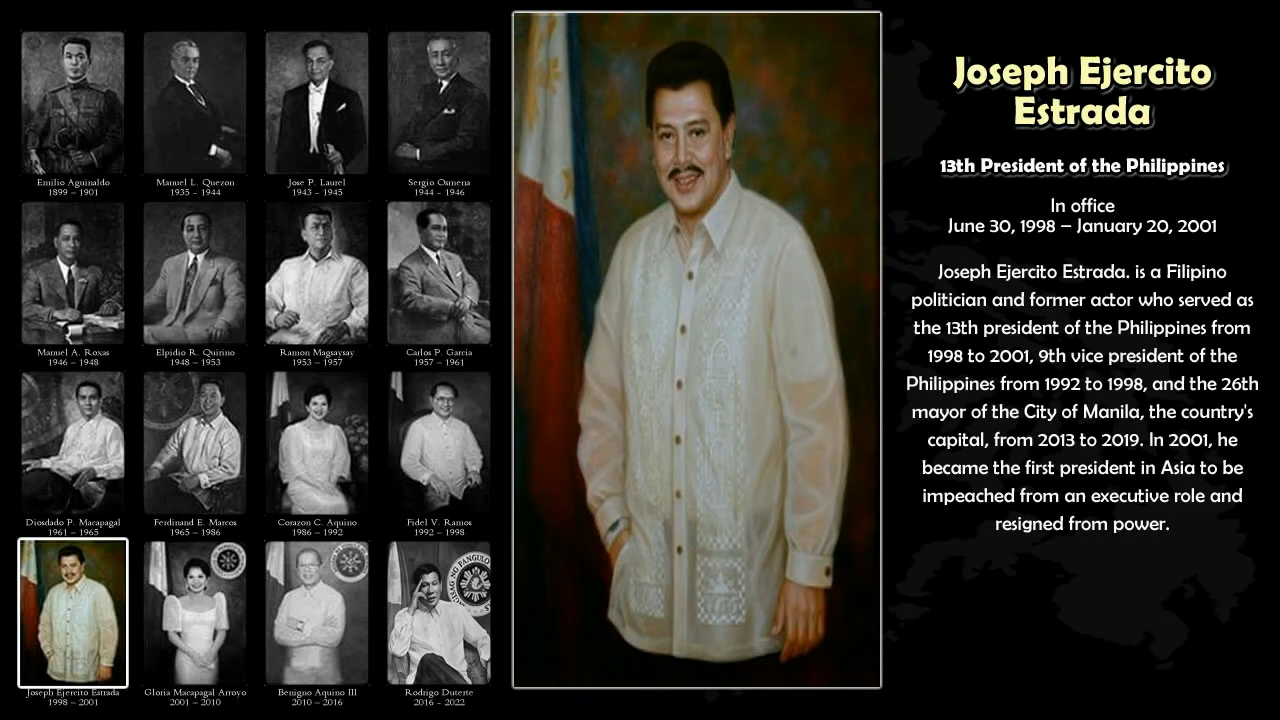 Emilio Aguinaldo
1899 – 1901
Manuel L. Quezon
1935 - 1944
Jose P. Laurel
1943 - 1945
Sergio Osmena
1944 - 1946
Manuel A. Roxas
1946 – 1948
Elpidio R. Quirino
1948 – 1953
Ramon Magsaysay
1953 – 1957
Carlos P. Garcia
1957 – 1961
Diosdado P. Macapagal
1961 – 1965
Ferdinand E. Marcos
1965 – 1986
Corazon C. Aquino
1986 – 1992
Fidel V. Ramos
1992 – 1998
Joseph Ejercito Estrada
1998 – 2001
Gloria Macapagal Arroyo
2001 – 2010
Benigno Aquino III
2010 – 2016
NG PANGULO
Rodrigo Duterte
2016 - 2022
Joseph Ejercito
Estrada
13th President of the Philippines
In office
June 30, 1998 – January 20, 2001
Joseph Ejercito Estrada. is a Filipino
politician and former actor who served as
the 13th president of the Philippines from
1998 to 2001, 9th vice president of the
Philippines from 1992 to 1998, and the 26th
mayor of the City of Manila, the country's
capital, from 2013 to 2019. In 2001, he
became the first president in Asia to be
impeached from an executive role and
resigned from power.